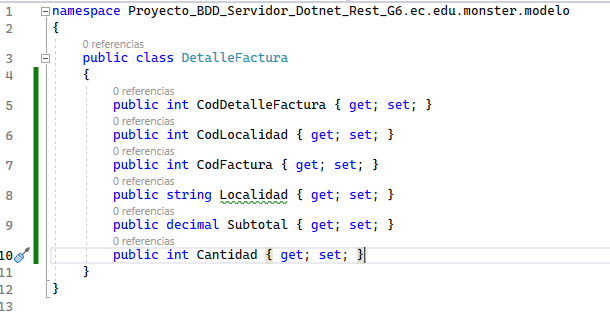 1 namespace Proyecto_BDD_Servidor_Dotnet_Rest_G6.ec.edu.monster.modelo
2 {
0 referencias
3 public class DetalleFactura
4 {
0 referencias
5 public int CodDetalleFactura { get; set; }
0 referencias
6 public int CodLocalidad { get; set; }
0 referencias
7 public int CodFactura { get; set; }
0 referencias
8 public string Localidad { get; set; }
0 referencias
9 public decimal Subtotal { get; set; }
0 referencias
10 public int Cantidad { get; set; }
11 }
12 }
13